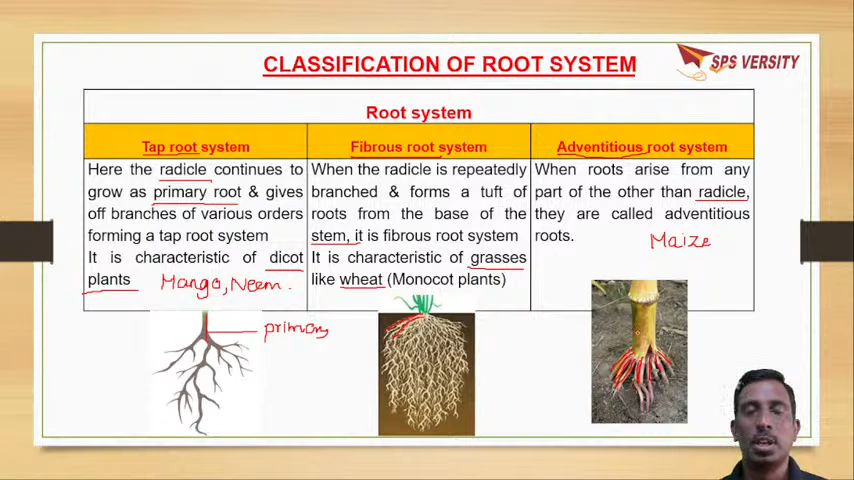 CLASSIFICATION OF ROOT SYSTEM
SPS VERSITY
Root system
Tap root system
Fibrous root system
Adventitious root system
Here the radicle continues to
grow as primary root & gives
off branches of various orders
forming a tap root system
It is characteristic of dicot
plants
Mango, Neem.
When the radicle is repeatedly
branched & forms a tuft of
roots from the base of the
stem, it is fibrous root system
It is characteristic of grasses
like wheat (Monocot plants)
When roots arise from any
part of the other than radicle,
they are called adventitious
roots.
Maize
primary